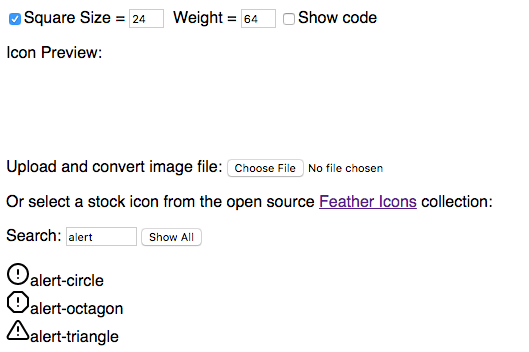 Square Size = 24 Weight = 64 Show code
Icon Preview:
Upload and convert image file: Choose File No file chosen
Or select a stock icon from the open source Feather Icons collection:
Search: alert Show All
alert-circle
alert-octagon
alert-triangle